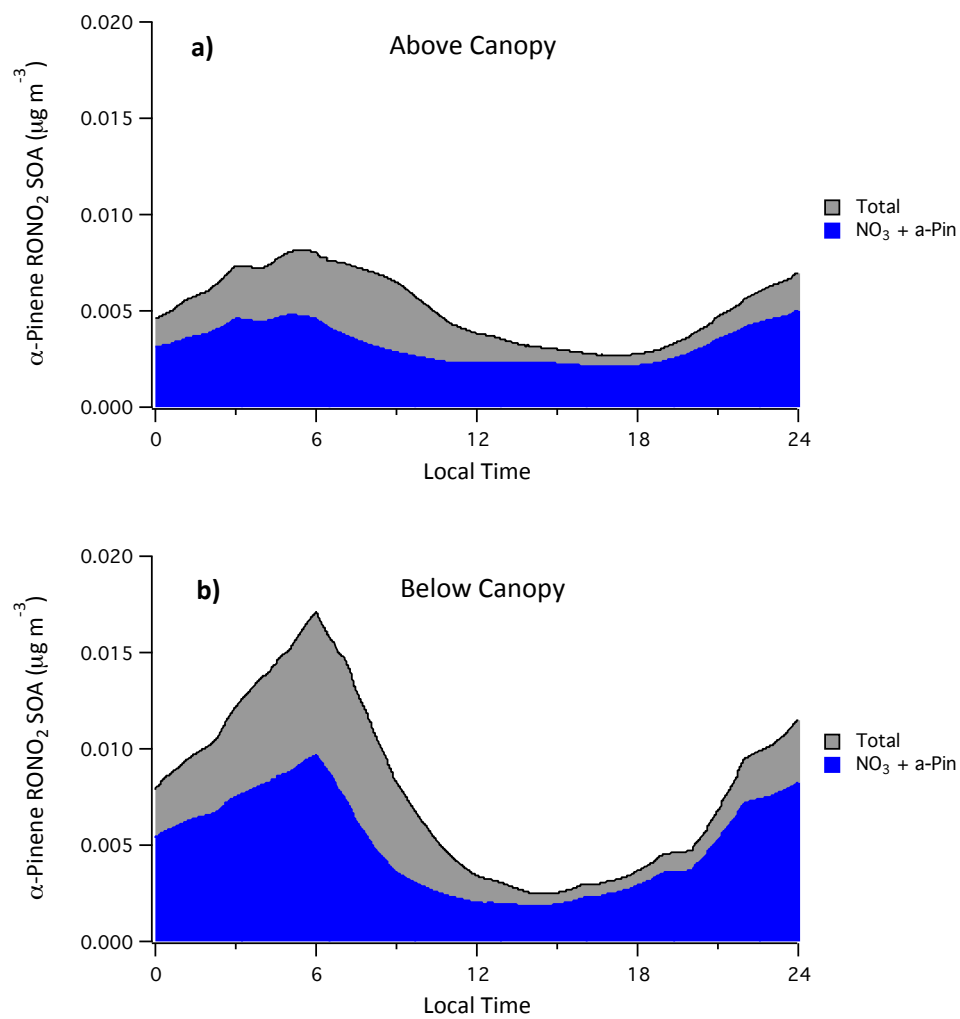 0.020
a)
Above Canopy
0.015
0.010
0.005
0.000
α-Pinene RONO₂ SOA (μg m⁻³)
Total
NO₃ + a-Pin
0
6
12
18
24
Local Time
0.020
b)
Below Canopy
0.015
0.010
0.005
0.000
α-Pinene RONO₂ SOA (μg m⁻³)
Total
NO₃ + a-Pin
0
6
12
18
24
Local Time